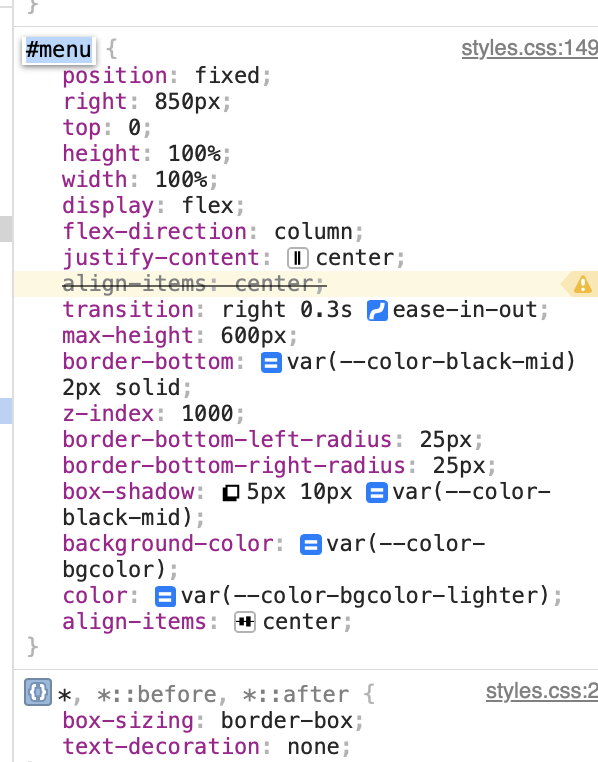 }
#menu {
styles.css:149
position: fixed;
right: 850px;
top: 0;
height: 100%;
width: 100%;
display: flex;
flex-direction: column;
justify-content: center;
align-items: center;
transition: right 0.3s ease-in-out;
max-height: 600px;
border-bottom: var(--color-black-mid)
2px solid;
z-index: 1000;
border-bottom-left-radius: 25px;
border-bottom-right-radius: 25px;
box-shadow: 5px 10px var(--color-
black-mid);
background-color: var(--color-
bgcolor);
color: var(--color-bgcolor-lighter);
align-items: center;
}
*, *::before, *::after {
styles.css:2
box-sizing: border-box;
text-decoration: none;